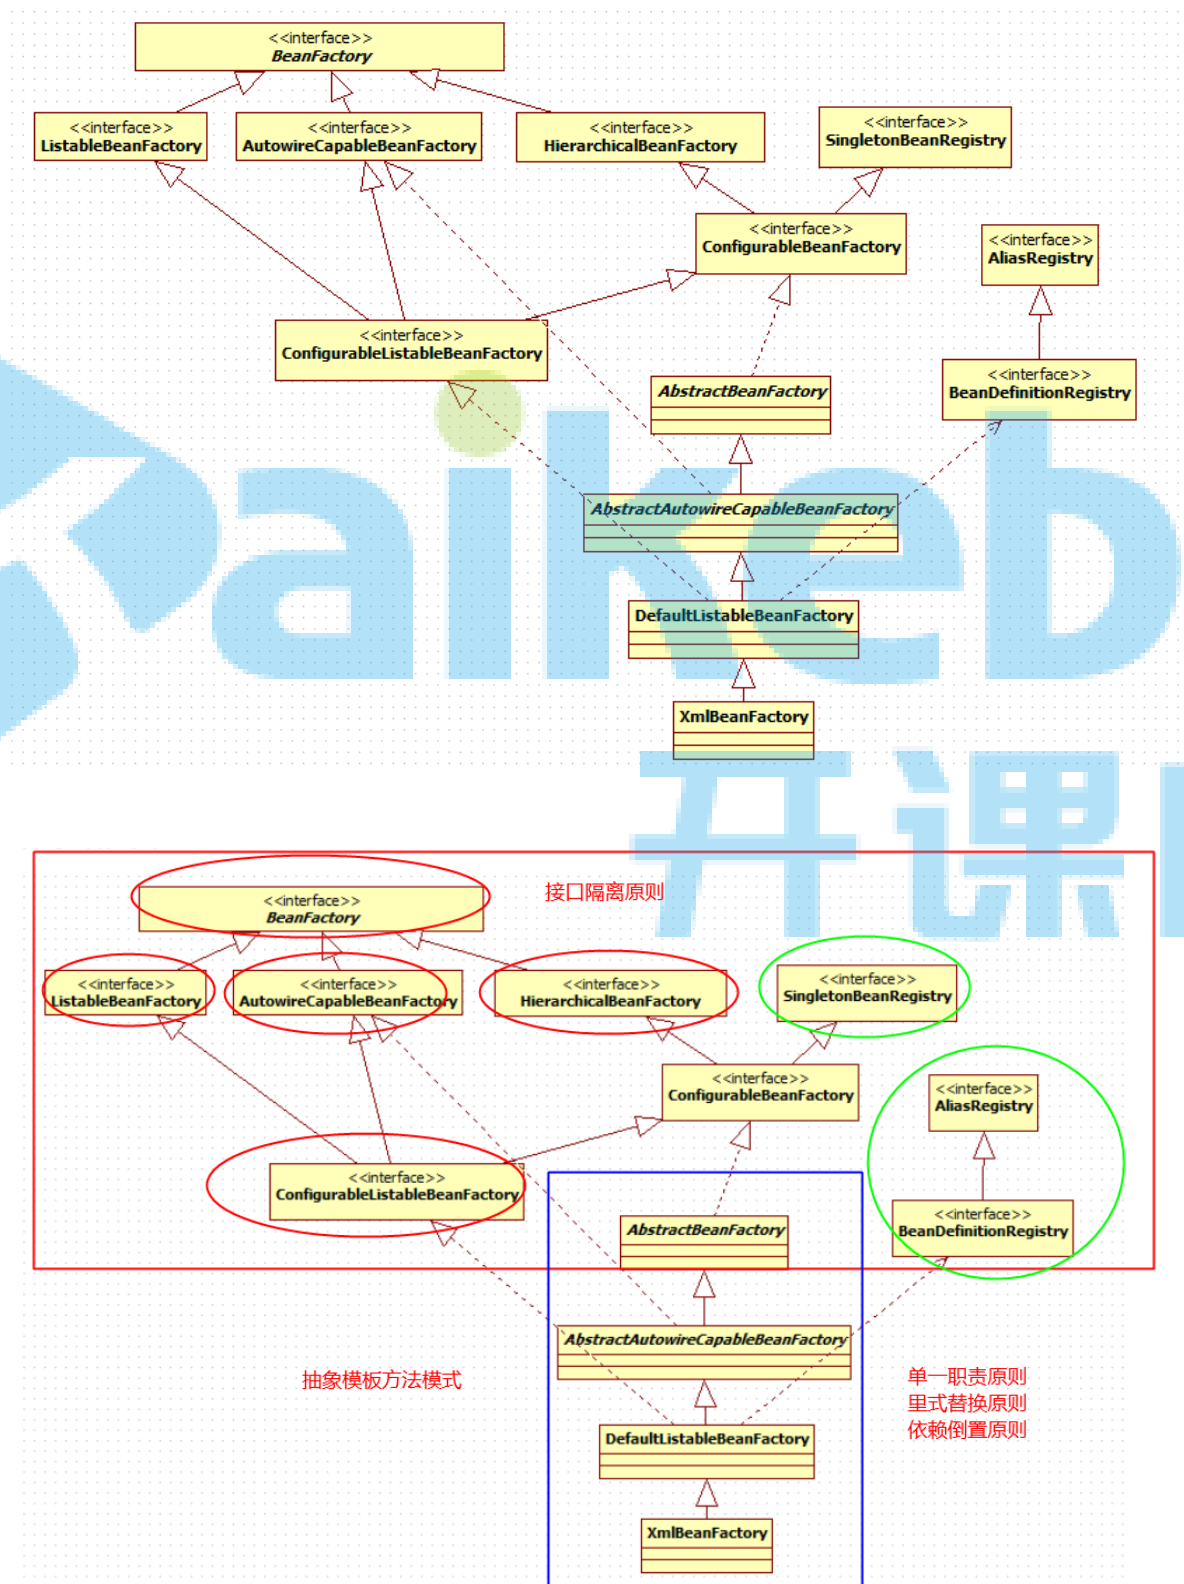 <<interface>>
BeanFactory
<<interface>>
ListableBeanFactory
<<interface>>
AutowireCapableBeanFactory
<<interface>>
HierarchicalBeanFactory
<<interface>>
SingletonBeanRegistry
<<interface>>
ConfigurableBeanFactory
<<interface>>
AliasRegistry
<<interface>>
ConfigurableListableBeanFactory
AbstractBeanFactory
<<interface>>
BeanDefinitionRegistry
AbstractAutowireCapableBeanFactory
DefaultListableBeanFactory
XmlBeanFactory
aikeb
开课
接口隔离原则
<<interface>>
BeanFactory
<<interface>>
ListableBeanFactory
<<interface>>
AutowireCapableBeanFactory
<<interface>>
HierarchicalBeanFactory
<<interface>>
SingletonBeanRegistry
<<interface>>
ConfigurableBeanFactory
<<interface>>
AliasRegistry
<<interface>>
ConfigurableListableBeanFactory
AbstractBeanFactory
<<interface>>
BeanDefinitionRegistry
AbstractAutowireCapableBeanFactory
抽象模板方法模式
单一职责原则
里式替换原则
依赖倒置原则
DefaultListableBeanFactory
XmlBeanFactory